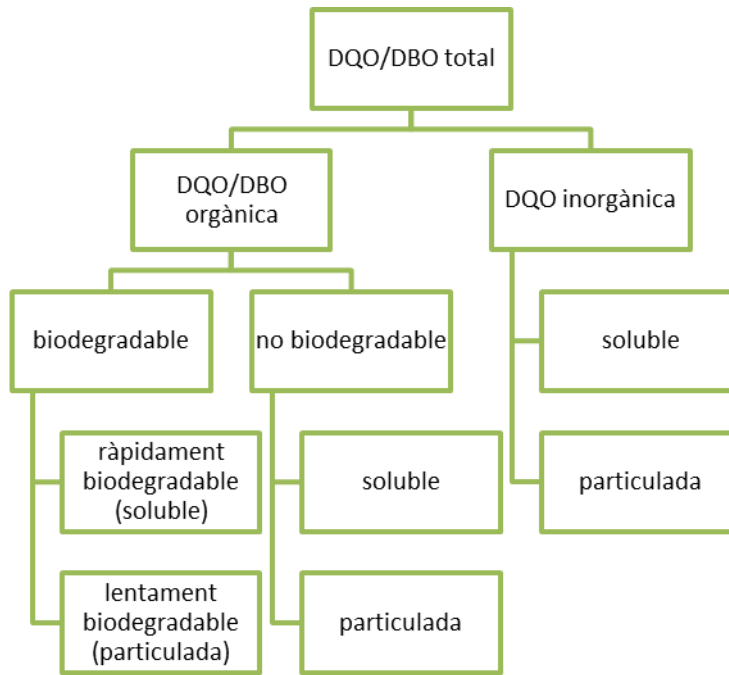 DQO/DBO total
DQO/DBO
orgànica
DQO inorgànica
biodegradable
no biodegradable
soluble
ràpidament
biodegradable
(soluble)
soluble
particulada
lentament
biodegradable
(particulada)
particulada